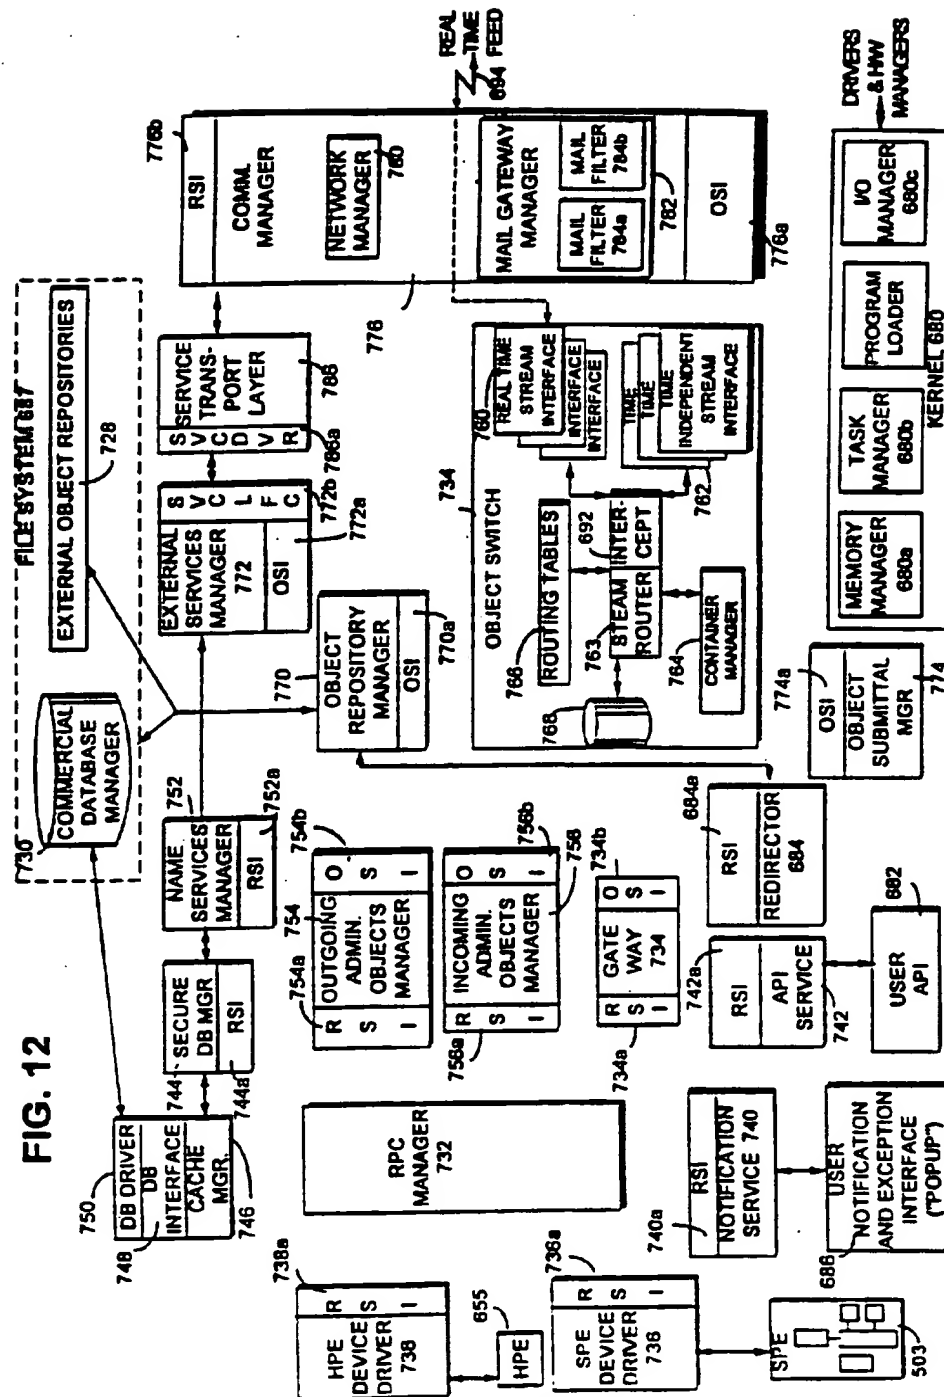 FIG. 12
FILE SYSTEM 687
730
COMMERCIAL
DATABASE
MANAGER
EXTERNAL OBJECT REPOSITORIES
728
750
DB DRIVER
DB
INTERFACE
CACHE
MGR.
748
746
744
SECURE
DB MGR
RSI
744a
752
NAME
SERVICES
MANAGER
RSI
752a
EXTERNAL
SERVICES
MANAGER
772
OSI
772a
S
V
C
L
F
C
772b
S
V
C
D
V
R
786a
SERVICE
TRANS-
PORT
LAYER
786
776b
RSI
COMM.
MANAGER
NETWORK
MANAGER
780
776
MAIL GATEWAY
MANAGER
MAIL
FILTER
784a
MAIL
FILTER
784b
782
OSI
776a
REAL
TIME
FEED
694
770
OBJECT
REPOSITORY
MANAGER
OSI
770a
754a
R
S
I
754
OUTGOING
ADMIN.
OBJECTS
MANAGER
O
S
I
754b
756a
R
S
I
INCOMING
ADMIN.
OBJECTS
MANAGER
O
S
I
756b
756
734a
R
S
I
GATE
WAY
734
O
S
I
734b
734
OBJECT SWITCH
766
ROUTING TABLES
763
STEAM
ROUTER
692
INTER-
CEPT
764
CONTAINER
MANAGER
768
760
REAL TIME
STREAM
INTERFACE
INTERFACE
INTERFACE
TIME
TIME
TIME
INDEPENDENT
STREAM
INTERFACE
762
RPC
MANAGER
732
HPE
DEVICE
DRIVER
738
R
S
I
738a
655
HPE
SPE
DEVICE
DRIVER
736
R
S
I
736a
SPE
503
740a
RSI
NOTIFICATION
SERVICE 740
USER
NOTIFICATION
AND EXCEPTION
INTERFACE
("POPUP")
686
742a
RSI
API
SERVICE
742
USER
API
682
684a
RSI
REDIRECTOR
684
774a
OSI
OBJECT
SUBMITTAL
MGR
774
MEMORY
MANAGER
680a
TASK
MANAGER
680b
PROGRAM
LOADER
I/O
MANAGER
680c
KERNEL 680
DRIVERS
& HW
MANAGERS